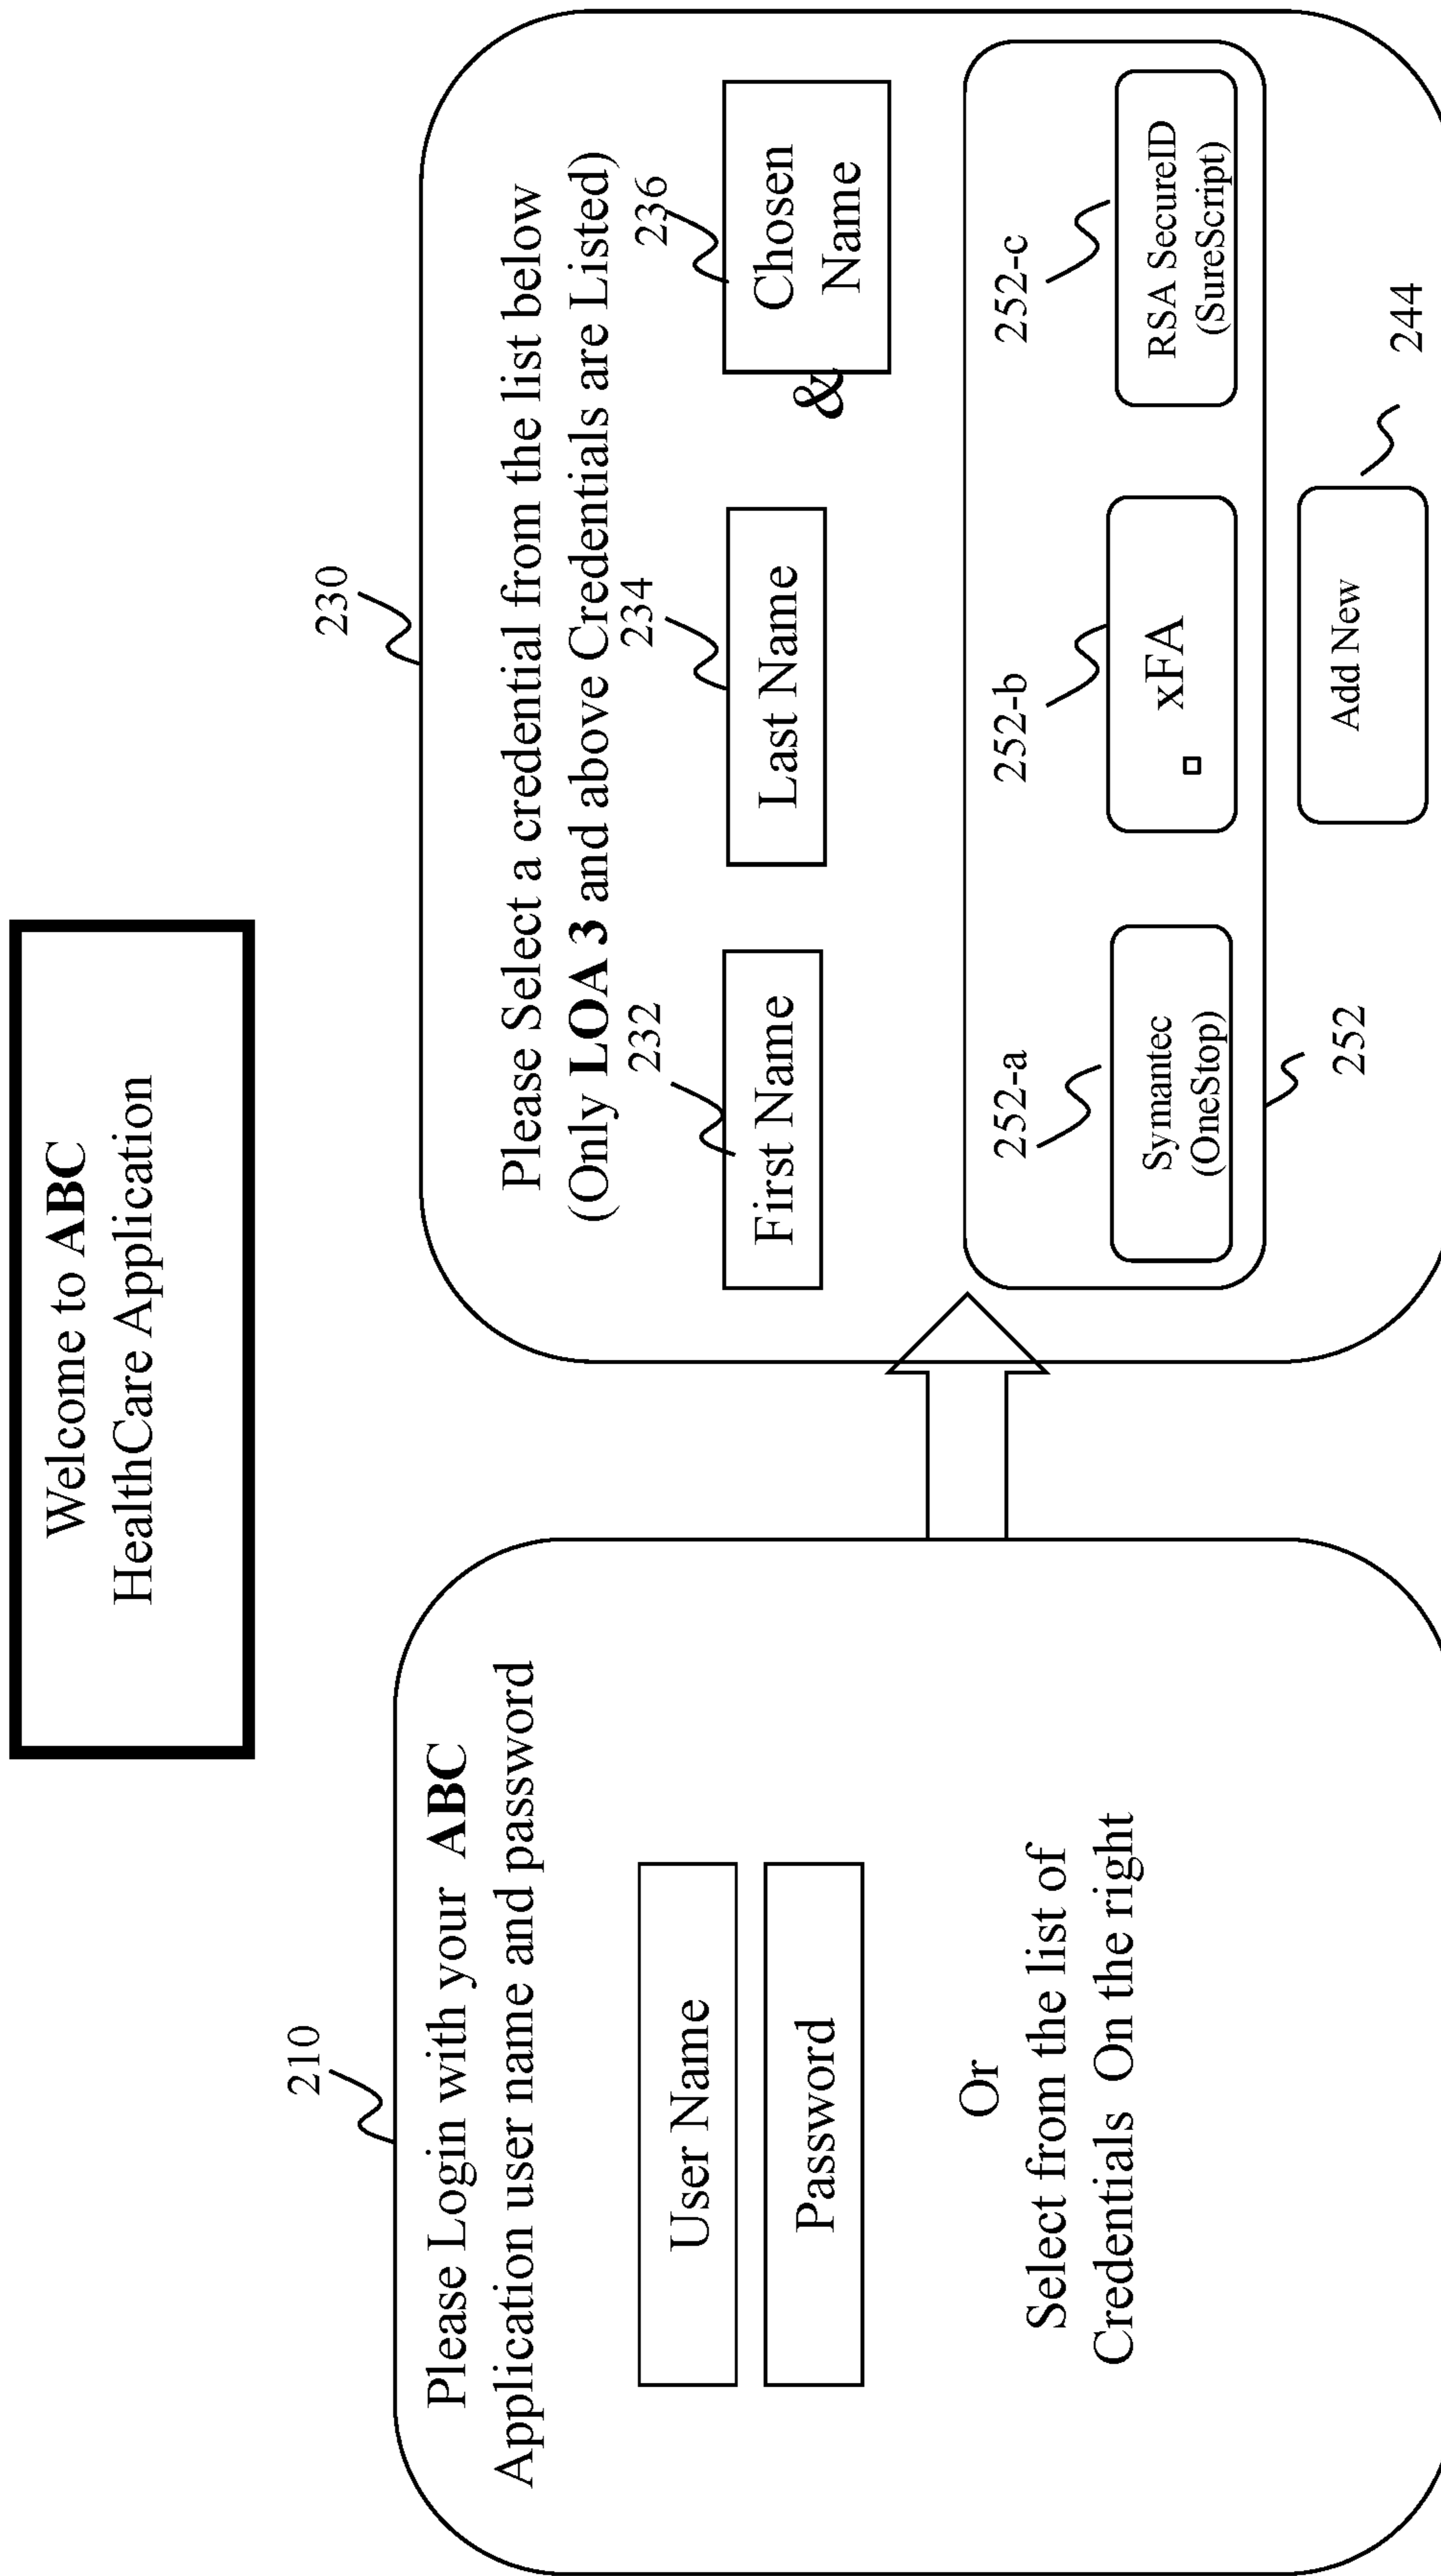 Welcome to ABC
HealthCare Application
210
Please Login with your ABC
Application user name and password
User Name
Password
Or
Select from the list of
Credentials On the right
230
Please Select a credential from the list below
(Only LOA 3 and above Credentials are Listed)
232
234
236
First Name
Last Name
&
Chosen
Name
252-a
252-b
252-c
Symantec
(OneStop)
xFA
RSA SecureID
(SureScript)
252
Add New
244